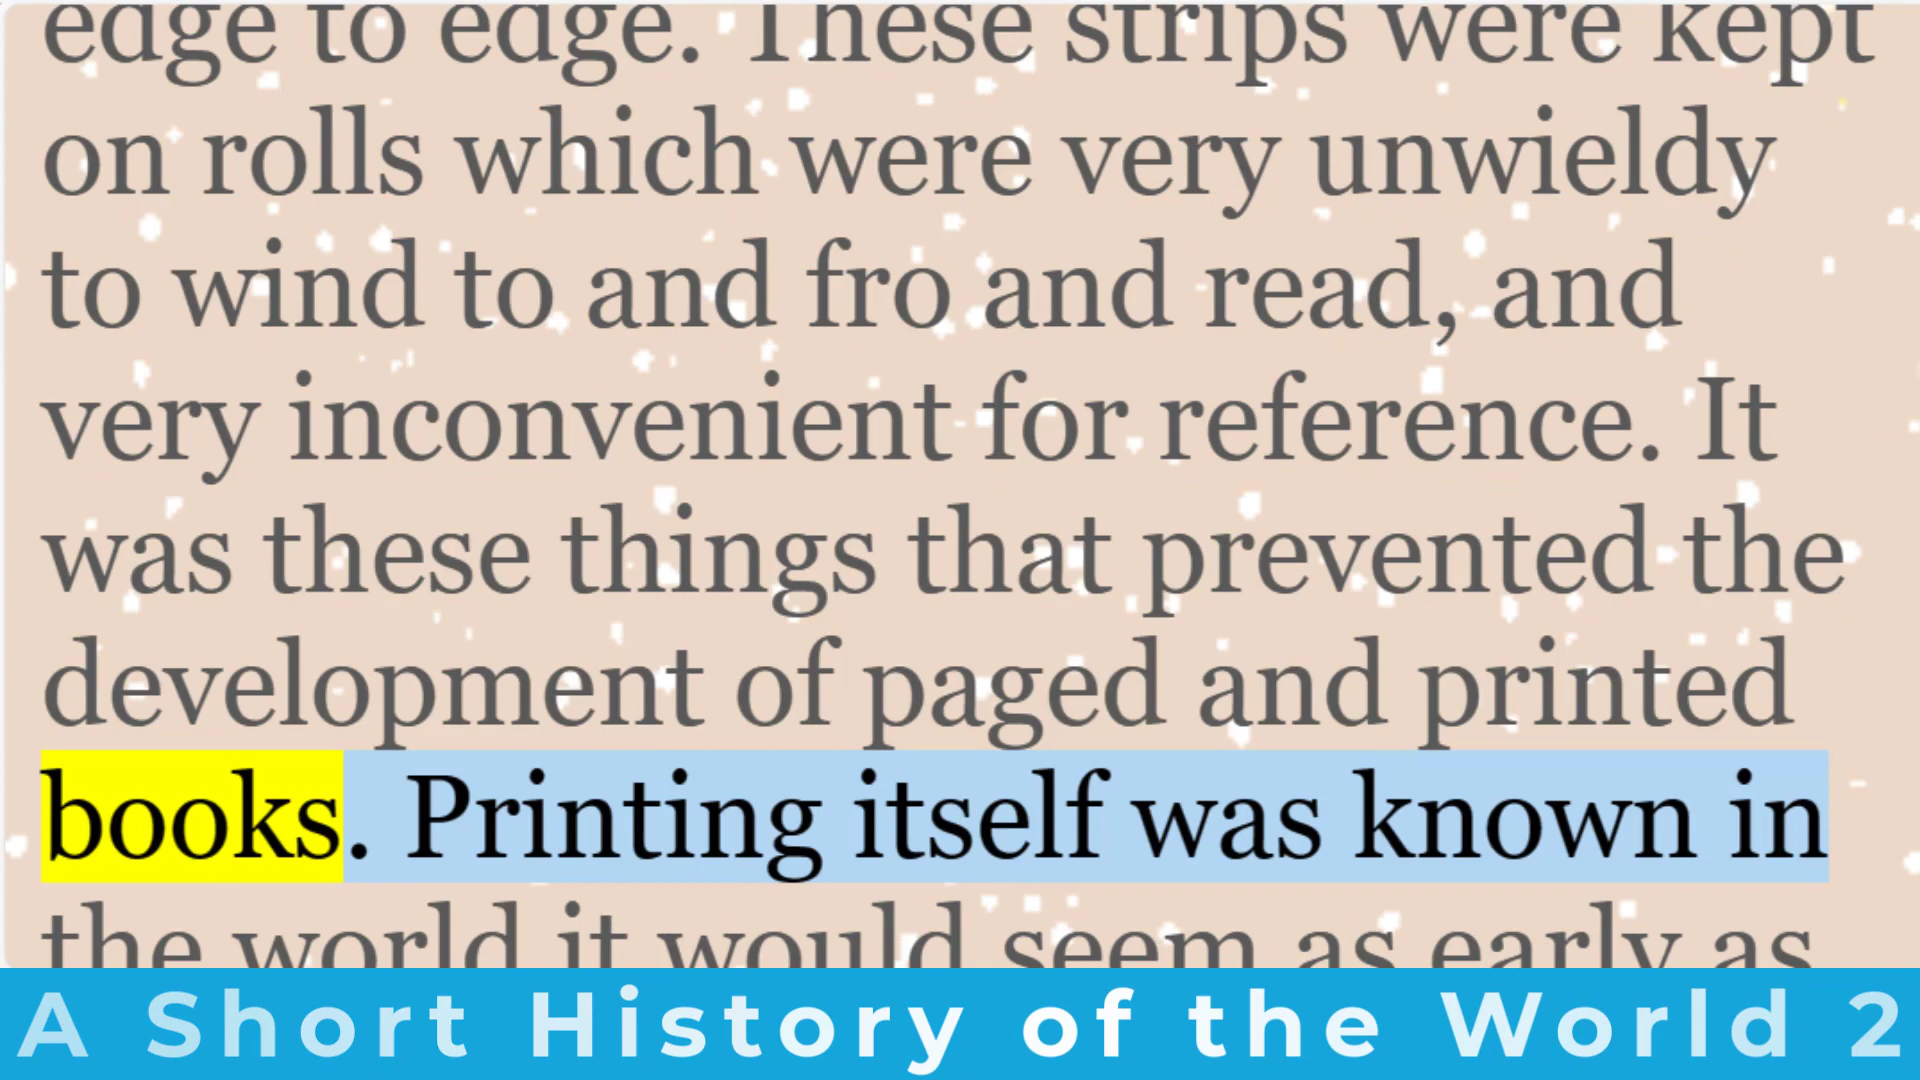 edge to edge. These strips were kept
on rolls which were very unwieldy
to wind to and fro and read, and
very inconvenient for reference. It
was these things that prevented the
development of paged and printed
books. Printing itself was known in
the world it would seem as early as
A Short History of the World 2